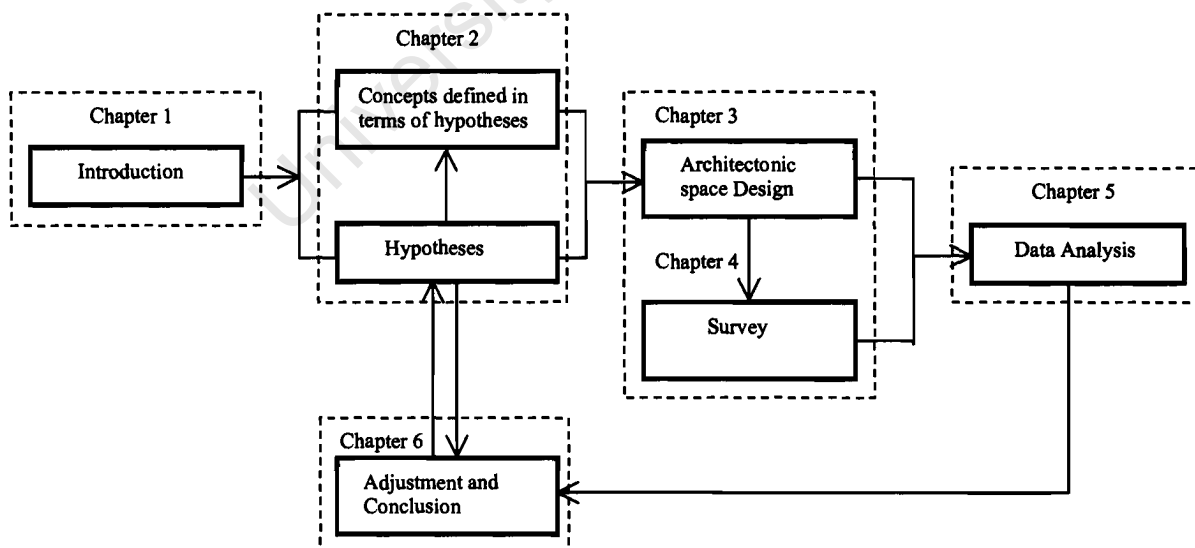 Chapter 1
Introduction
Chapter 2
Concepts defined in
terms of hypotheses
Hypotheses
Chapter 3
Architectonic
space Design
Chapter 4
Survey
Chapter 5
Data Analysis
Chapter 6
Adjustment and
Conclusion